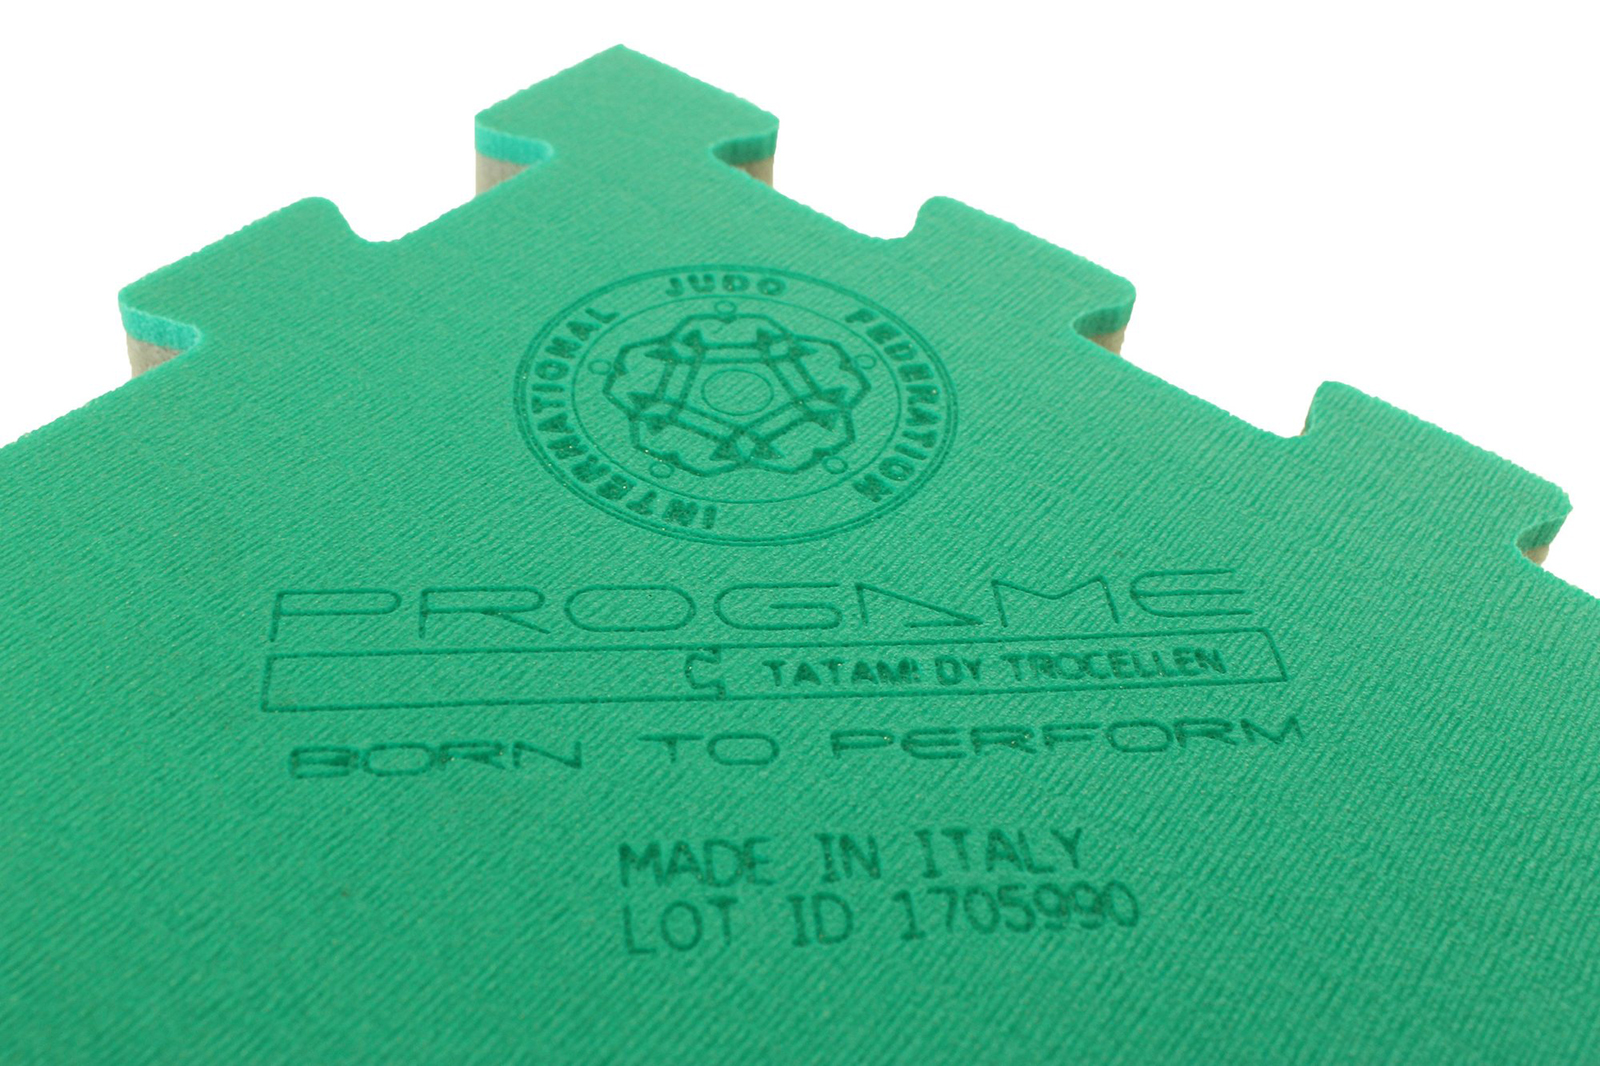 INTERNATIONAL JUDO FEDERATION
PROGAME
TATAMI BY TROCELLEN
BORN TO PERFORM
MADE IN ITALY
LOT ID 1705990